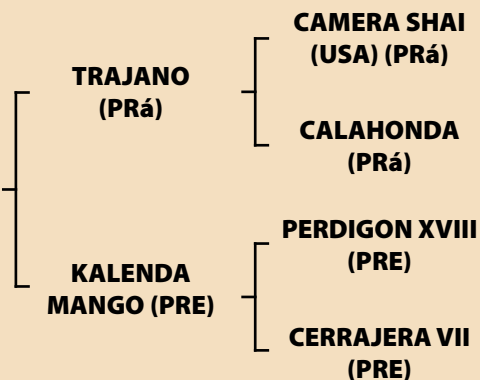 TRAJANO
(PRá)
KALENDA
MANGO (PRE)
CAMERA SHAI
(USA) (PRá)
CALAHONDA
(PRá)
PERDIGON XVIII
(PRE)
CERRAJERA VII
(PRE)